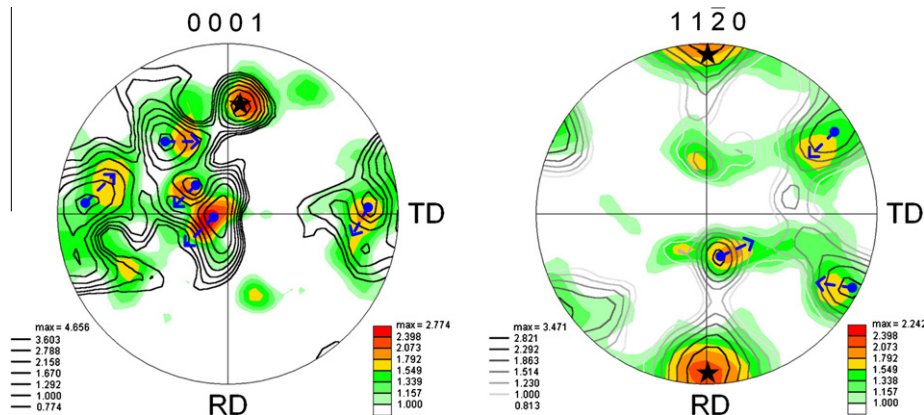 0 0 0 1
1 1 2̄ 0
TD
TD
max = 4.656
3.603
2.788
2.158
1.670
1.292
1.000
0.774
max = 2.774
2.398
2.073
1.792
1.549
1.339
1.157
1.000
max = 3.471
2.821
2.292
1.863
1.514
1.230
1.000
0.813
max = 2.242
2.398
2.073
1.792
1.549
1.338
1.157
1.000
RD
RD